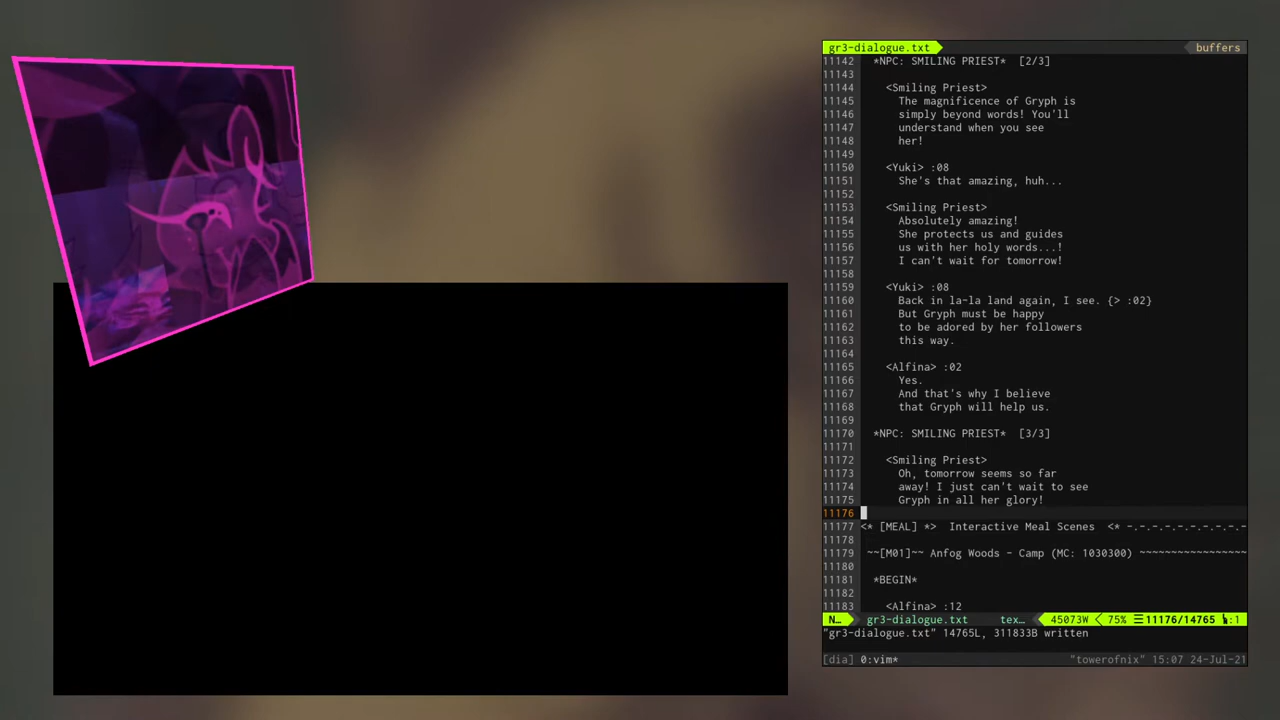 gr3-dialogue.txt buffers
11142 *NPC: SMILING PRIEST* [2/3]
11143
11144 <Smiling Priest>
11145 The magnificence of Gryph is
11146 simply beyond words! You'll
11147 understand when you see
11148 her!
11149
11150 <Yuki> :08
11151 She's that amazing, huh...
11152
11153 <Smiling Priest>
11154 Absolutely amazing!
11155 She protects us and guides
11156 us with her holy words...!
11157 I can't wait for tomorrow!
11158
11159 <Yuki> :08
11160 Back in la-la land again, I see. {> :02}
11161 But Gryph must be happy
11162 to be adored by her followers
11163 this way.
11164
11165 <Alfina> :02
11166 Yes.
11167 And that's why I believe
11168 that Gryph will help us.
11169
11170 *NPC: SMILING PRIEST* [3/3]
11171
11172 <Smiling Priest>
11173 Oh, tomorrow seems so far
11174 away! I just can't wait to see
11175 Gryph in all her glory!
11176
11177 <* [MEAL] *> Interactive Meal Scenes <* -.-.-.-.-.-.-.-.-.-
11178
11179 ~~[M01]~~ Anfog Woods – Camp (MC: 1030300) ~~~~~~~~~~~~~~~~~
11180
11181 *BEGIN*
11182
11183 <Alfina> :12
N… gr3-dialogue.txt tex… 45073W 75% ☰ 11176/14765 :1
"gr3-dialogue.txt" 14765L, 311833B written
[dia] 0:vim* "towerofnix" 15:07 24-Jul-21